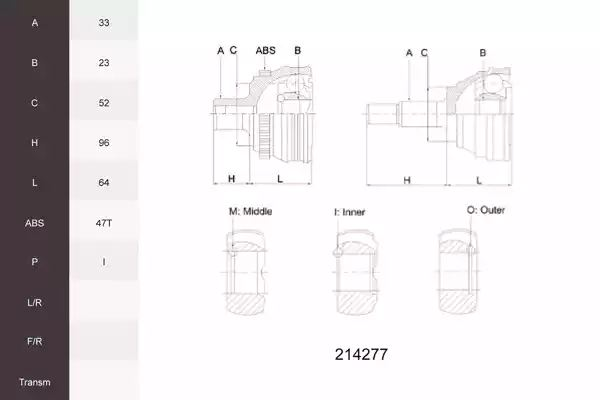 A 33
B 23
C 52
H 96
L 64
ABS 47T
P I
L/R
F/R
Transm
A C ABS B
A C B
H L
H L
M: Middle
I: Inner
O: Outer
214277